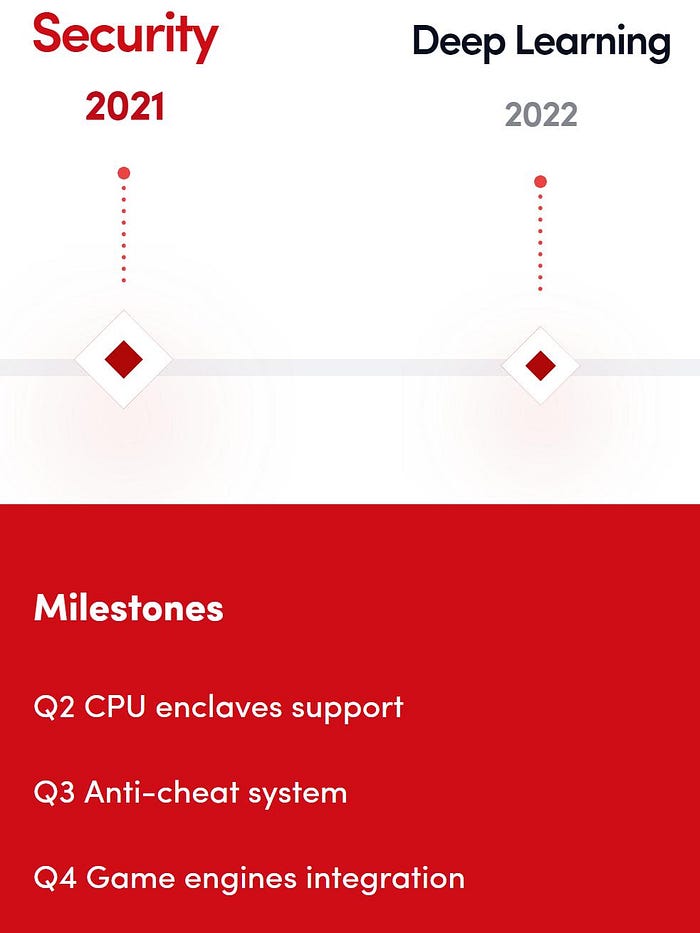 Security
Deep Learning
2021
2022
Milestones
Q2 CPU enclaves support
Q3 Anti-cheat system
Q4 Game engines integration